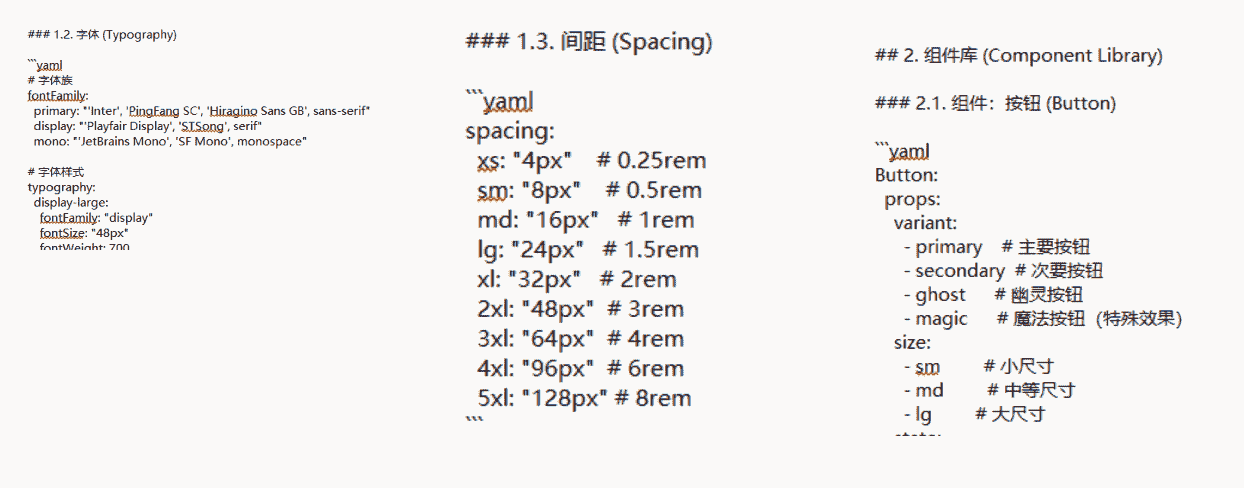 ### 1.2. 字体 (Typography)
```yaml
# 字体族
fontFamily:
primary: "'Inter', 'PingFang SC', 'Hiragino Sans GB', sans-serif"
display: "'Playfair Display', 'STSong', serif"
mono: "'JetBrains Mono', 'SF Mono', monospace"
# 字体样式
typography:
display-large:
fontFamily: "display"
fontSize: "48px"
fontWeight: 700
### 1.3. 间距 (Spacing)
```yaml
spacing:
xs: "4px" # 0.25rem
sm: "8px" # 0.5rem
md: "16px" # 1rem
lg: "24px" # 1.5rem
xl: "32px" # 2rem
2xl: "48px" # 3rem
3xl: "64px" # 4rem
4xl: "96px" # 6rem
5xl: "128px" # 8rem
```
## 2. 组件库 (Component Library)
### 2.1. 组件：按钮 (Button)
```yaml
Button:
props:
variant:
- primary # 主要按钮
- secondary # 次要按钮
- ghost # 幽灵按钮
- magic # 魔法按钮（特殊效果）
size:
- sm # 小尺寸
- md # 中等尺寸
- lg # 大尺寸